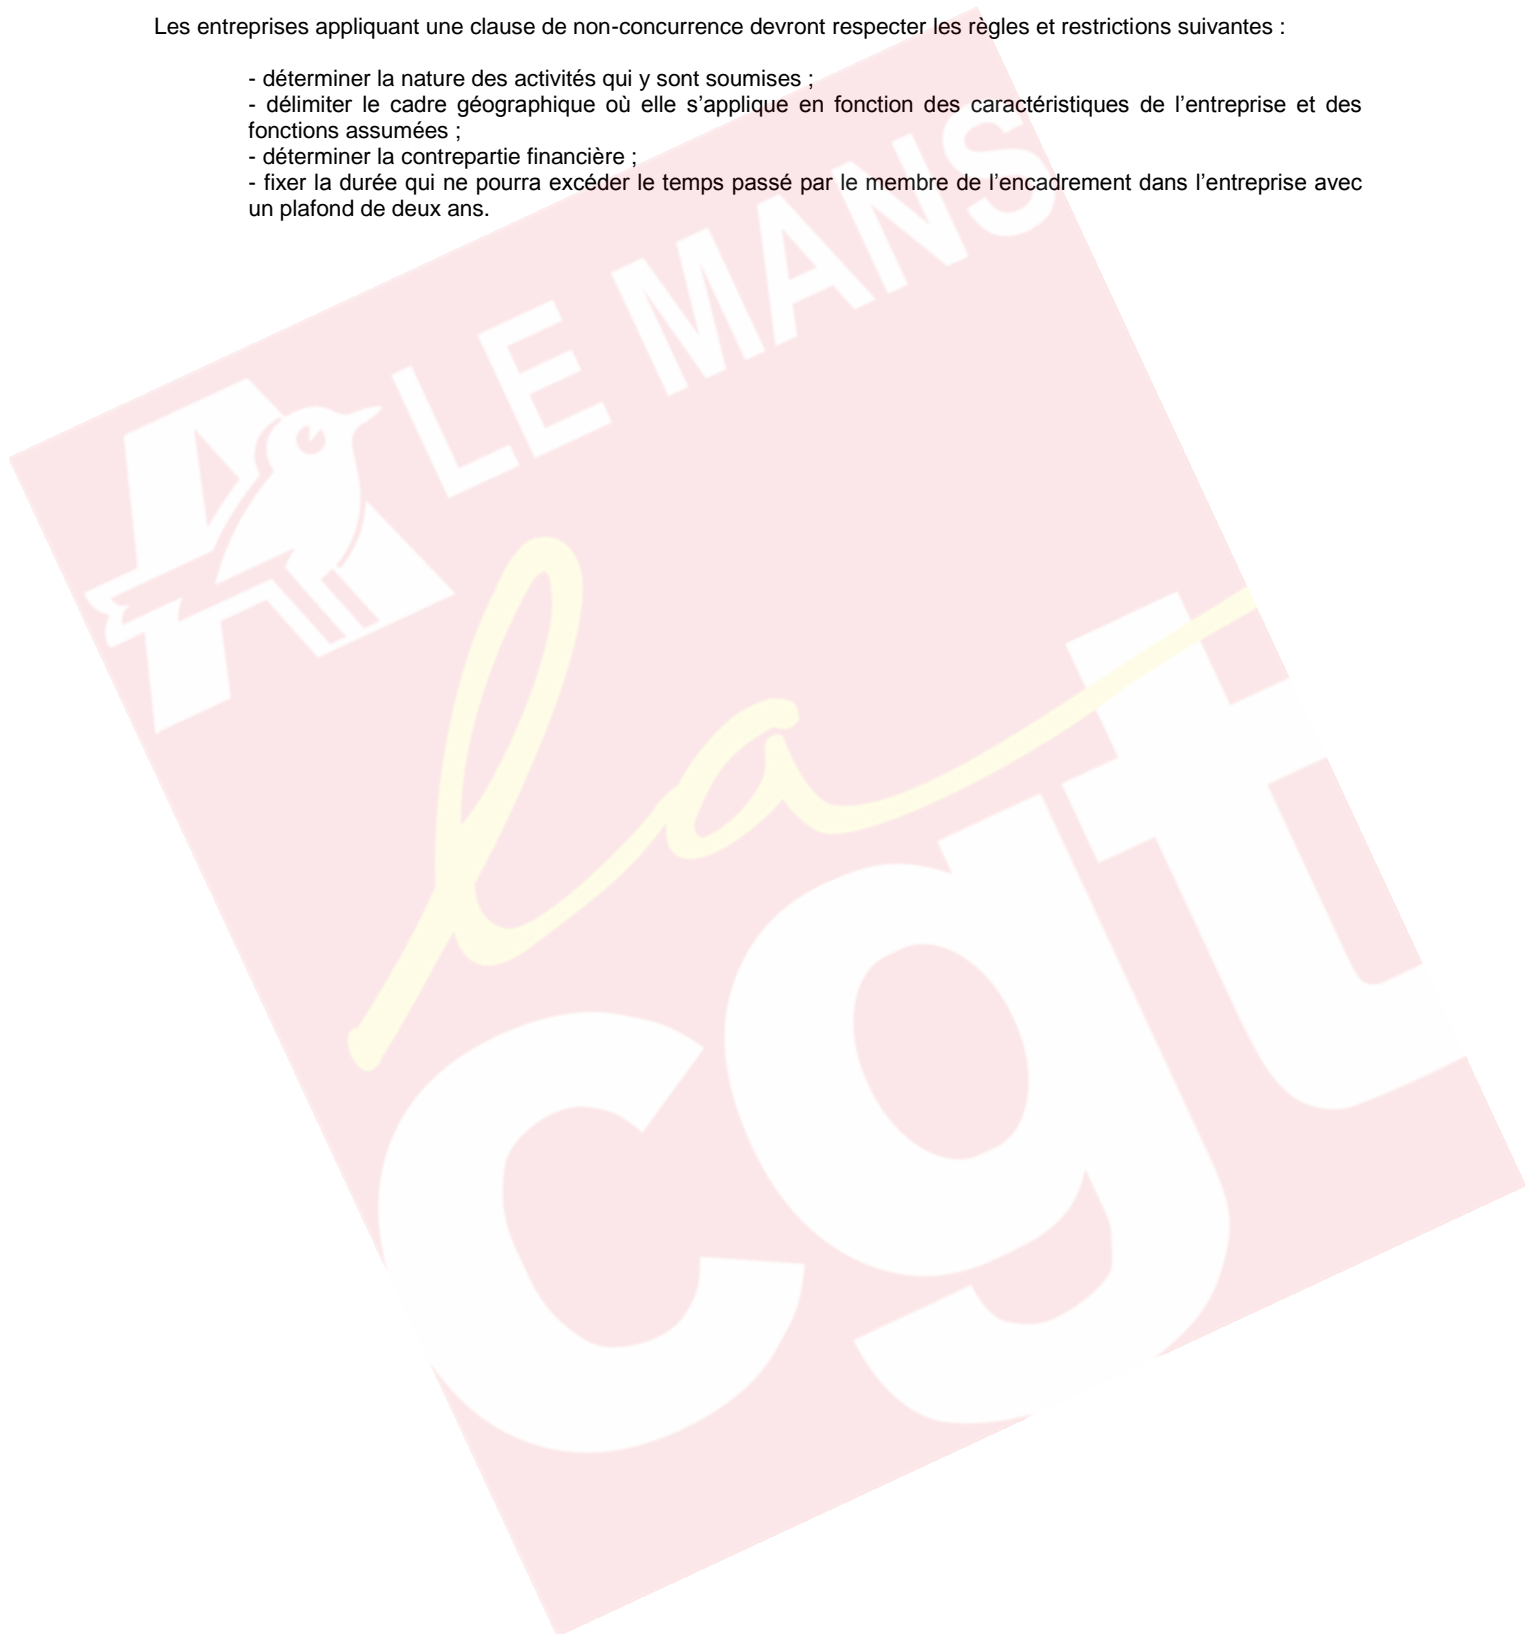 Les entreprises appliquant une clause de non-concurrence devront respecter les règles et restrictions suivantes :
- déterminer la nature des activités qui y sont soumises ;
- délimiter le cadre géographique où elle s’applique en fonction des caractéristiques de l’entreprise et des
fonctions assumées ;
- déterminer la contrepartie financière ;
- fixer la durée qui ne pourra excéder le temps passé par le membre de l’encadrement dans l’entreprise avec
un plafond de deux ans.
LE MANS
la
cgt